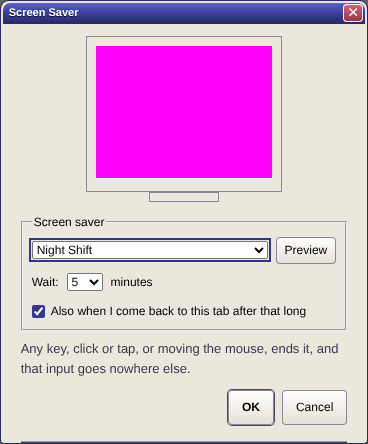 Screen Saver
Screen saver
Night Shift
Preview
Wait: 5 minutes
Also when I come back to this tab after that long
Any key, click or tap, or moving the mouse, ends it, and
that input goes nowhere else.
OK Cancel